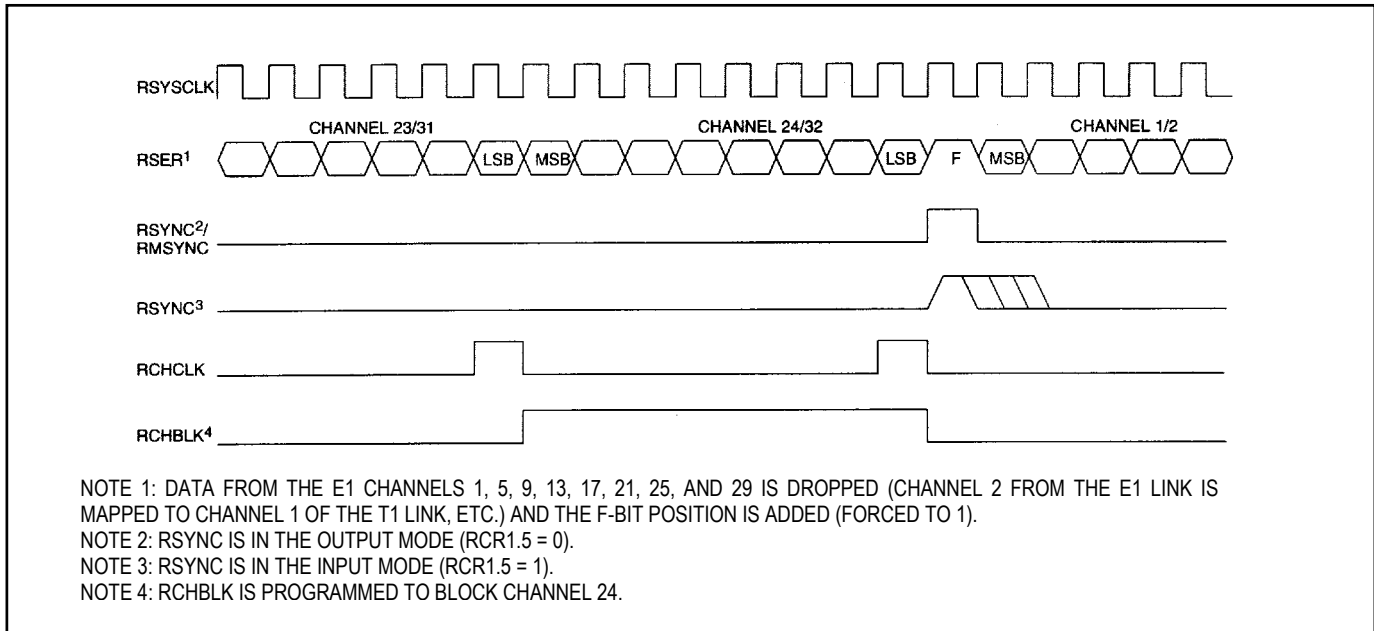 RSYSCLK
CHANNEL 23/31 CHANNEL 24/32 CHANNEL 1/2
RSER1 LSB MSB LSB F MSB
RSYNC2/
RMSYNC
RSYNC3
RCHCLK
RCHBLK4
NOTE 1: DATA FROM THE E1 CHANNELS 1, 5, 9, 13, 17, 21, 25, AND 29 IS DROPPED (CHANNEL 2 FROM THE E1 LINK IS
MAPPED TO CHANNEL 1 OF THE T1 LINK, ETC.) AND THE F-BIT POSITION IS ADDED (FORCED TO 1).
NOTE 2: RSYNC IS IN THE OUTPUT MODE (RCR1.5 = 0).
NOTE 3: RSYNC IS IN THE INPUT MODE (RCR1.5 = 1).
NOTE 4: RCHBLK IS PROGRAMMED TO BLOCK CHANNEL 24.